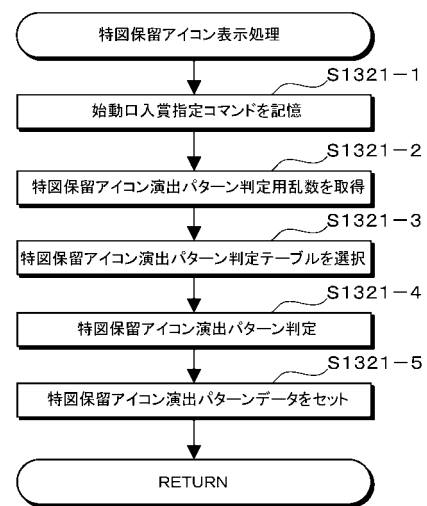 特図保留アイコン表示処理
S1321-1
始動口入賞指定コマンドを記憶
S1321-2
特図保留アイコン演出パターン判定用乱数を取得
S1321-3
特図保留アイコン演出パターン判定テーブルを選択
S1321-4
特図保留アイコン演出パターン判定
S1321-5
特図保留アイコン演出パターンデータをセット
RETURN